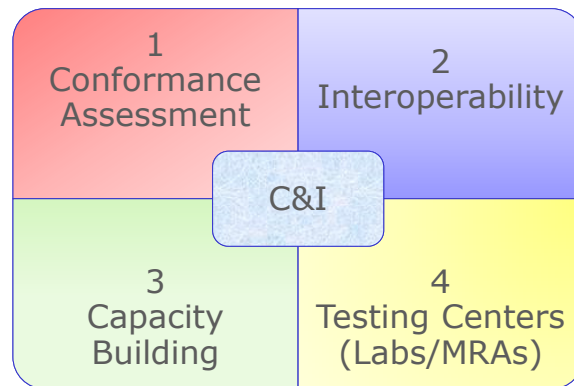 1
Conformance
Assessment
2
Interoperability
C&I
3
Capacity
Building
4
Testing Centers
(Labs/MRAs)